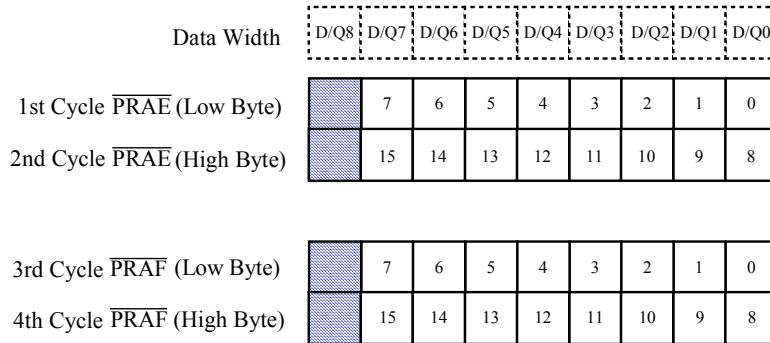 Data Width D/Q8 D/Q7 D/Q6 D/Q5 D/Q4 D/Q3 D/Q2 D/Q1 D/Q0
1st Cycle PRAE (Low Byte) 7 6 5 4 3 2 1 0
2nd Cycle PRAE (High Byte) 15 14 13 12 11 10 9 8
3rd Cycle PRAF (Low Byte) 7 6 5 4 3 2 1 0
4th Cycle PRAF (High Byte) 15 14 13 12 11 10 9 8